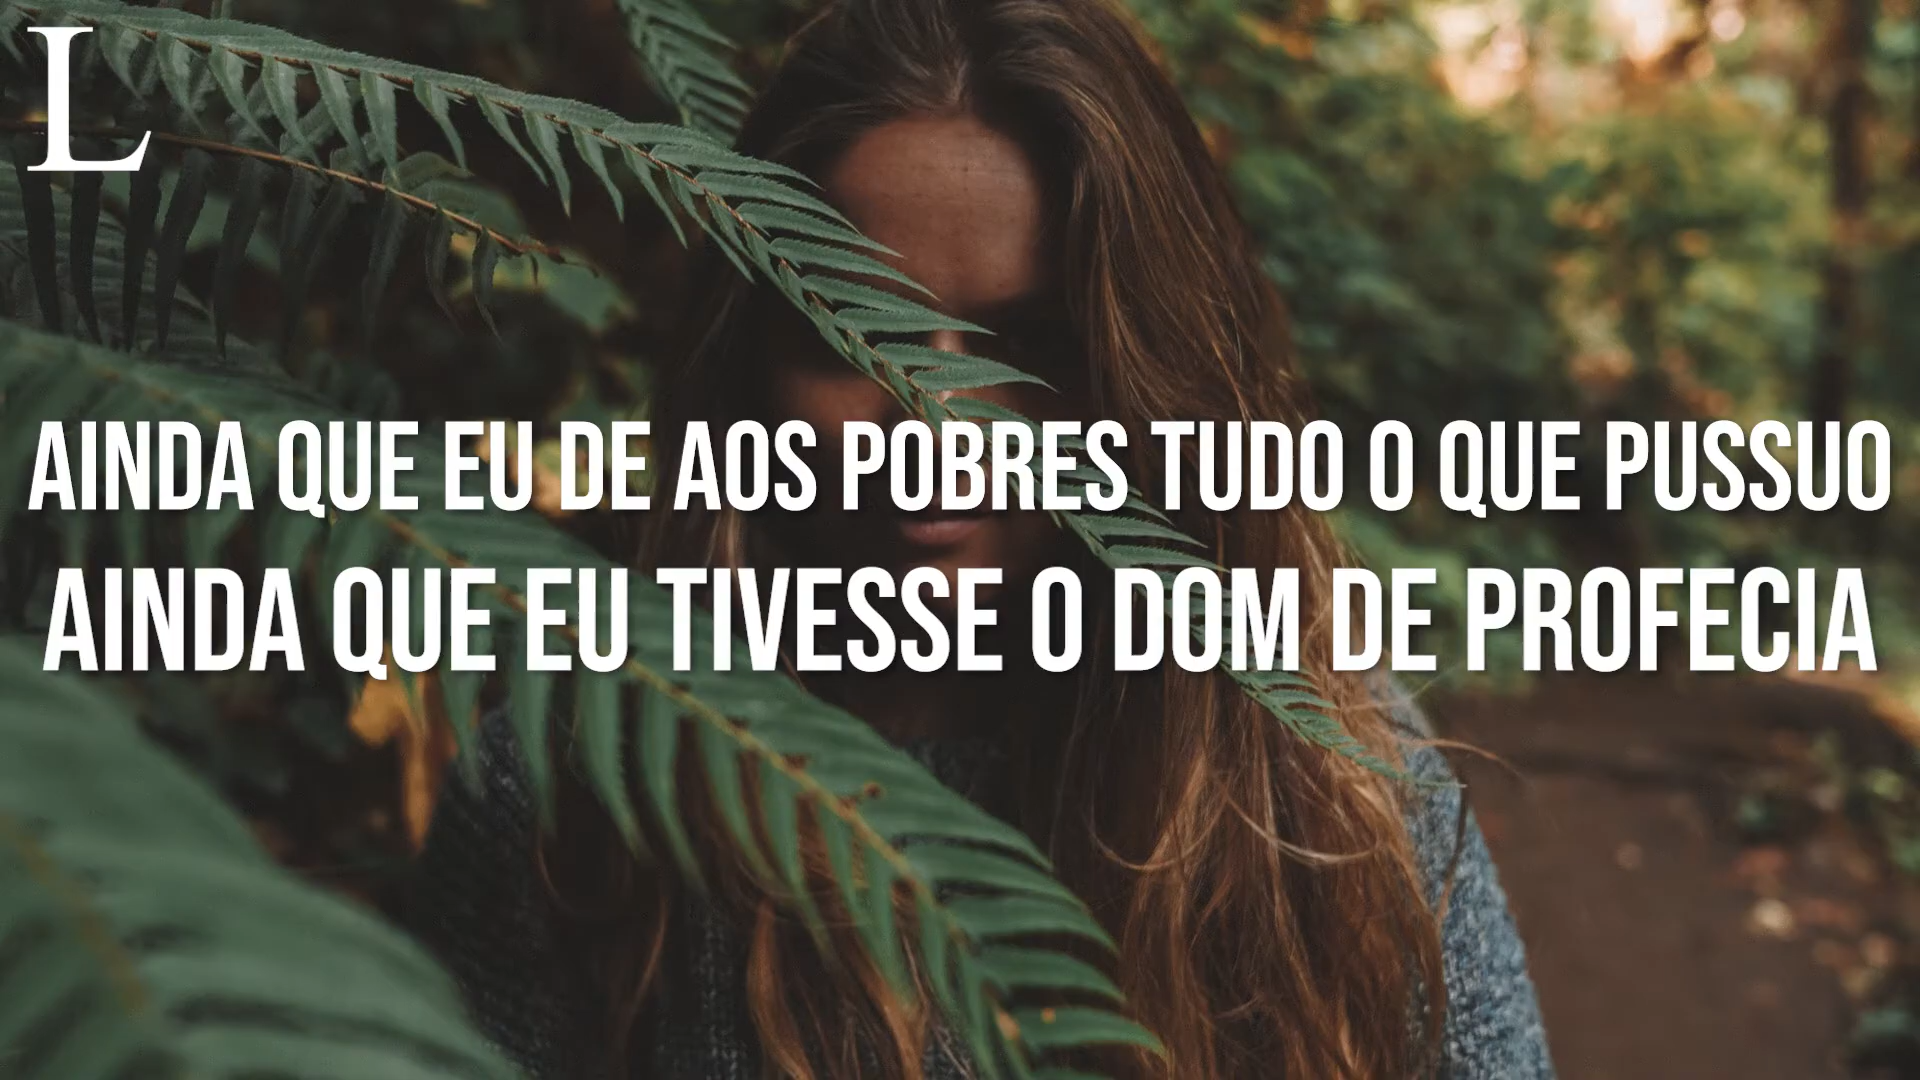 L
AINDA QUE EU DE AOS POBRES TUDO O QUE PUSSUO
AINDA QUE EU TIVESSE O DOM DE PROFECIA